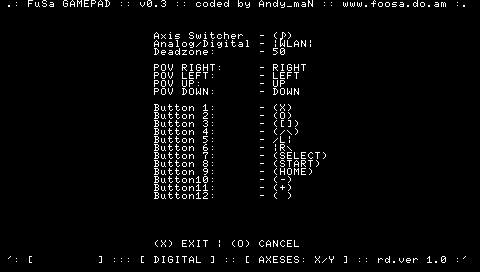 .: FuSa GAMEPAD :: v0.3 :: coded by Andy_maN :: www.foosa.do.am :.
Axis Switcher - (♪)
Analog/Digital - ¦WLAN¦
Deadzone: - 50
POV RIGHT: - RIGHT
POV LEFT: - LEFT
POV UP: - UP
POV DOWN: - DOWN
Button 1: - (X)
Button 2: - (O)
Button 3: - ([])
Button 4: - (/\)
Button 5: - /L¦
Button 6: - ¦R\
Button 7: - (SELECT)
Button 8: - (START)
Button 9: - (HOME)
Button10: - (-)
Button11: - (+)
Button12: - ( )
(X) EXIT ¦ (O) CANCEL
.: [ ] ::: [ DIGITAL ] :: [ AXESES: X/Y ] :: rd.ver 1.0 :.